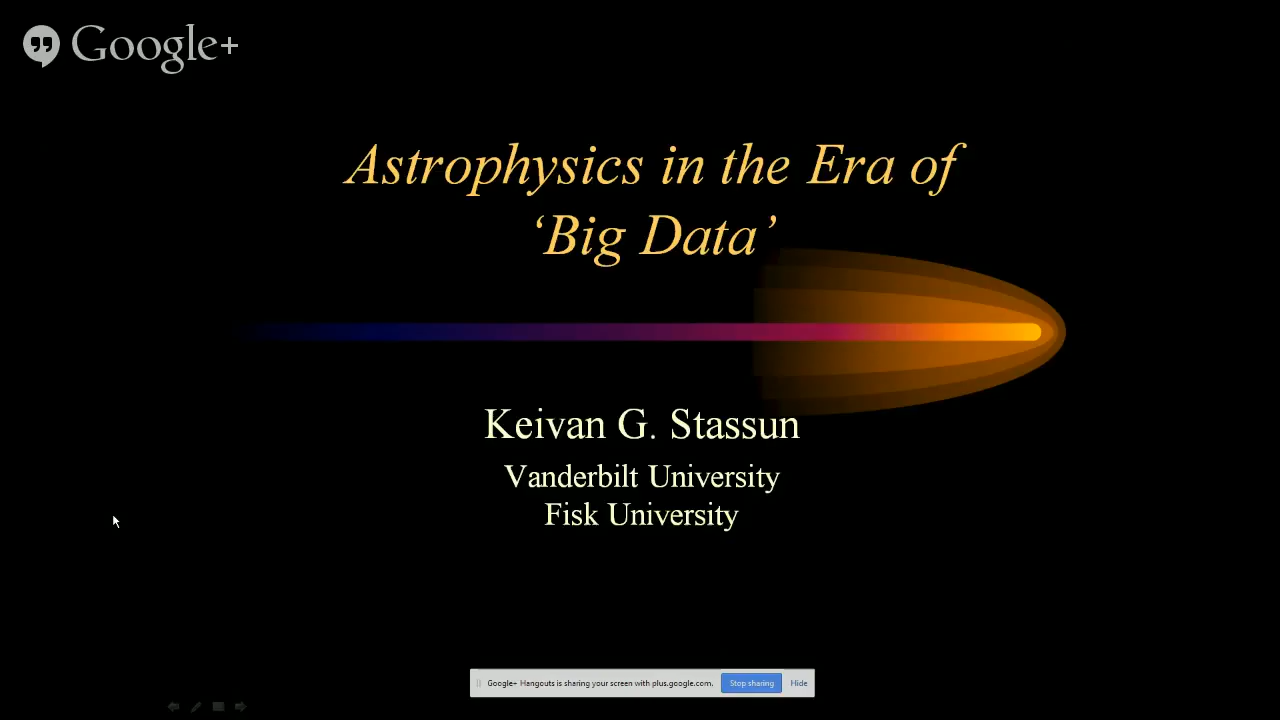 Google+
Astrophysics in the Era of
‘Big Data’
Keivan G. Stassun
Vanderbilt University
Fisk University
Google+ Hangouts is sharing your screen with plus.google.com. Stop sharing Hide